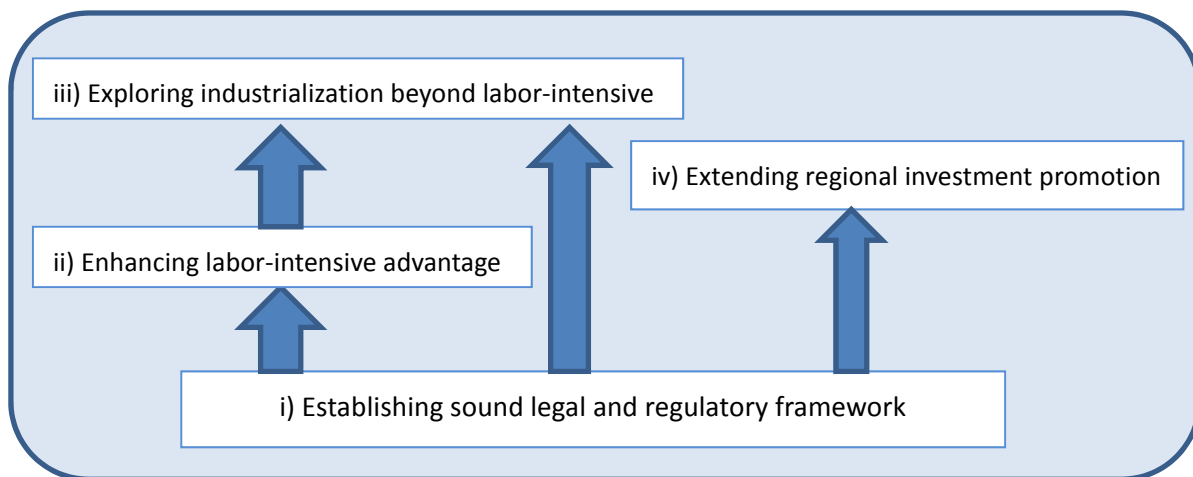 iii) Exploring industrialization beyond labor-intensive
iv) Extending regional investment promotion
ii) Enhancing labor-intensive advantage
i) Establishing sound legal and regulatory framework